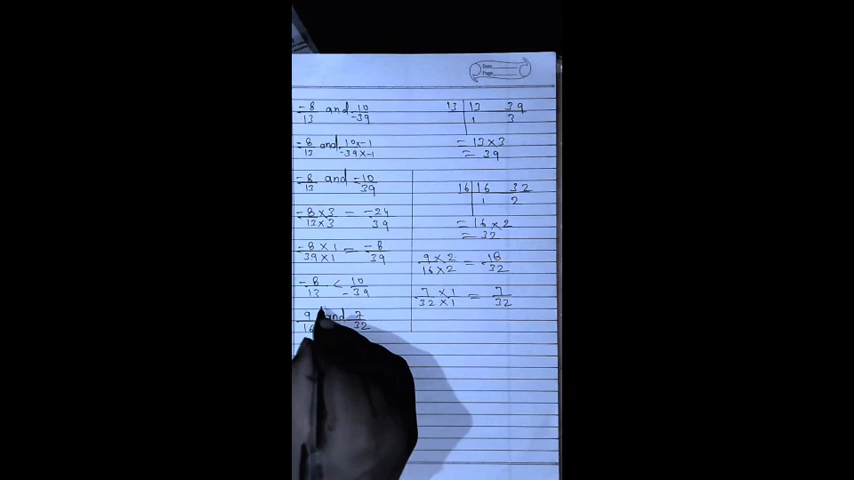 Date:
Page:
-8/13 and 10/-39
-8/13 and 10×-1/-39×-1
-8/13 and -10/39
-8×3/13×3 = -24/39
-8×1/39×1 = -8/39
-8/13 < 10/-39
9/16 and 7/32
13 | 13 39
1 3
= 13×3
= 39
16 | 16 32
1 2
= 16×2
= 32
9×2/16×2 = 18/32
7×1/32×1 = 7/32